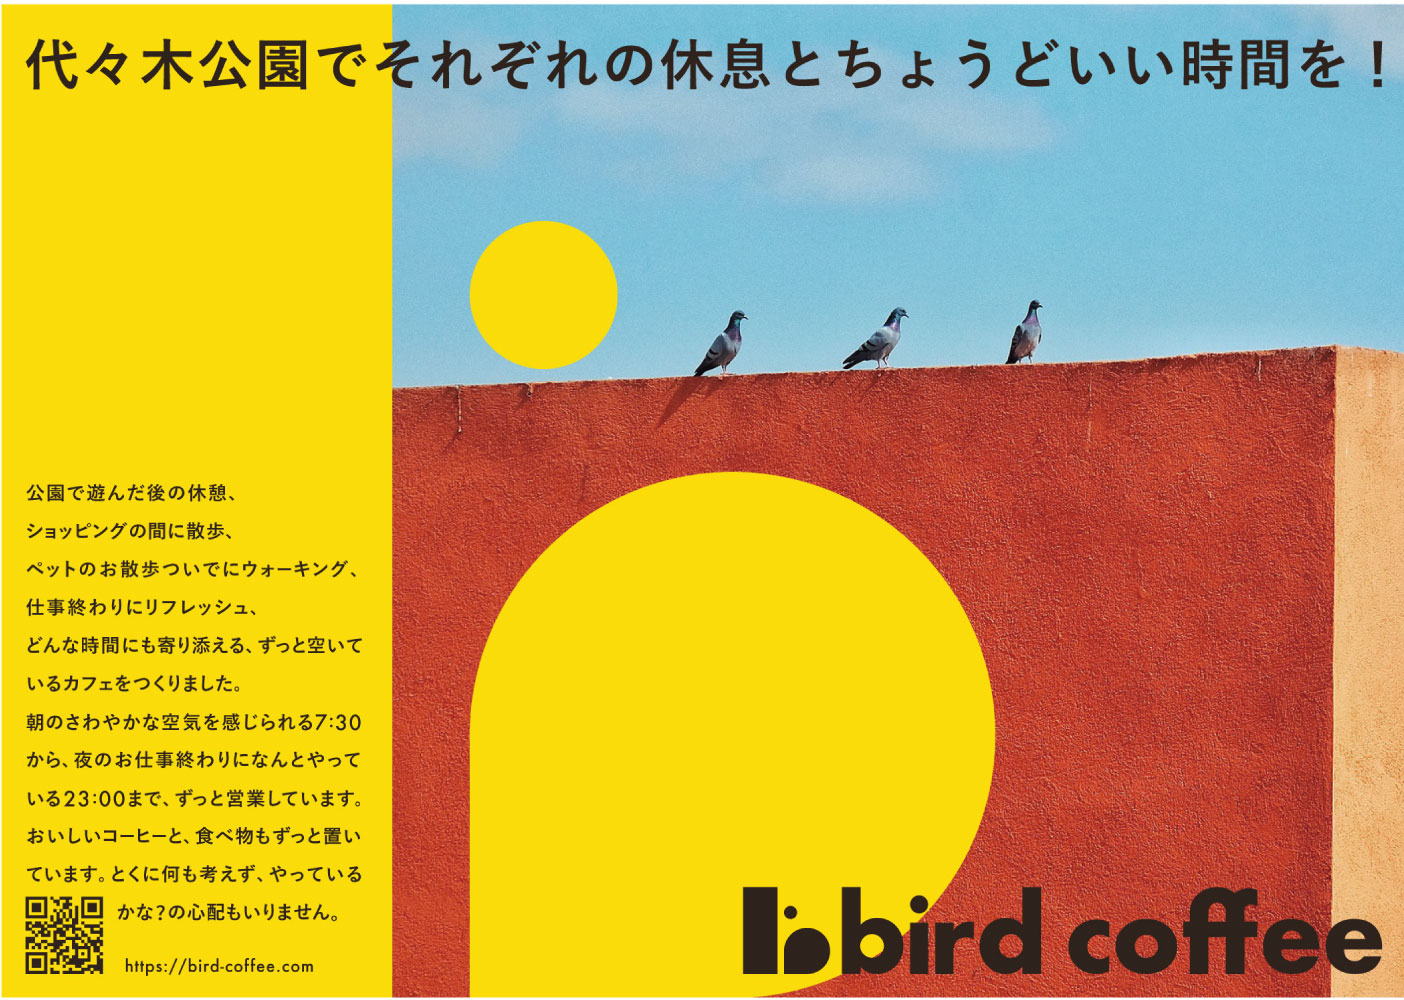 代々木公園でそれぞれの休息とちょうどいい時間を！
公園で遊んだ後の休憩、
ショッピングの間に散歩、
ペットのお散歩ついでにウォーキング、
仕事終わりにリフレッシュ、
どんな時間にも寄り添える、ずっと空いて
いるカフェをつくりました。
朝のさわやかな空気を感じられる7:30
から、夜のお仕事終わりになんとやって
いる23:00まで、ずっと営業しています。
おいしいコーヒーと、食べ物もずっと置い
ています。とくに何も考えず、やっている
かな？の心配もいりません。
https://bird-coffee.com
bird coffee